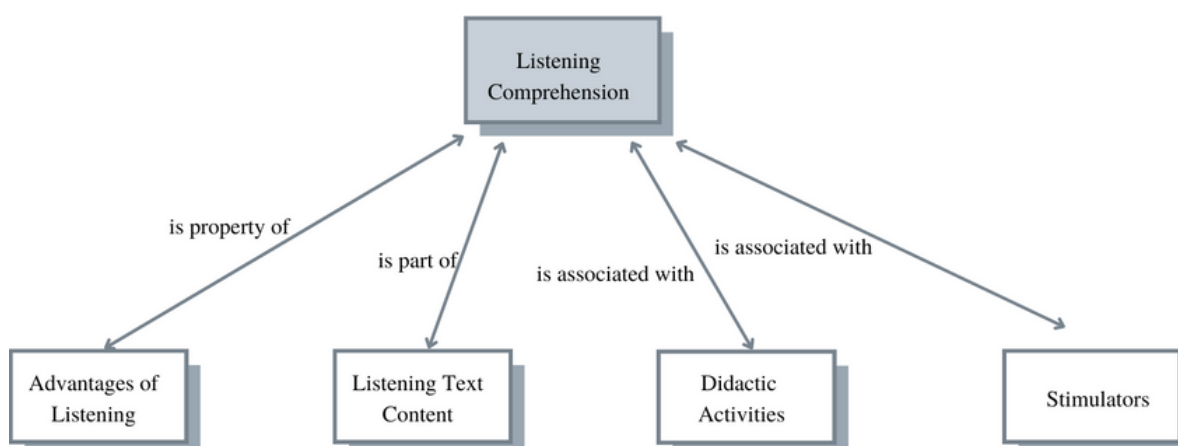 Listening
Comprehension
is property of
is part of
is associated with
is associated with
Advantages of
Listening
Listening Text
Content
Didactic
Activities
Stimulators